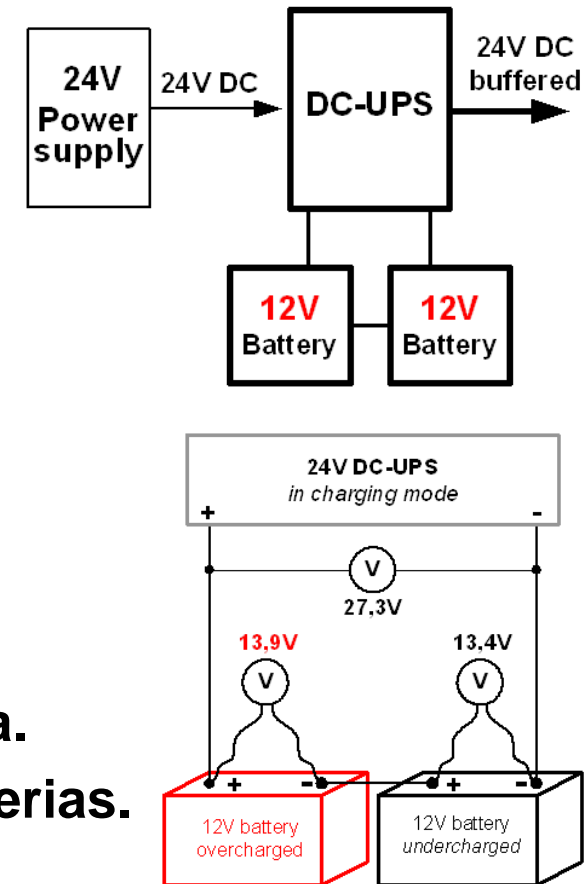 24V
Power
supply
24V DC
DC-UPS
24V DC
buffered
12V
Battery
12V
Battery
24V DC-UPS
in charging mode
+ -
V
27,3V
13,9V
V
13,4V
V
a.
erias.
+ -
12V battery
overcharged
+ -
12V battery
undercharged